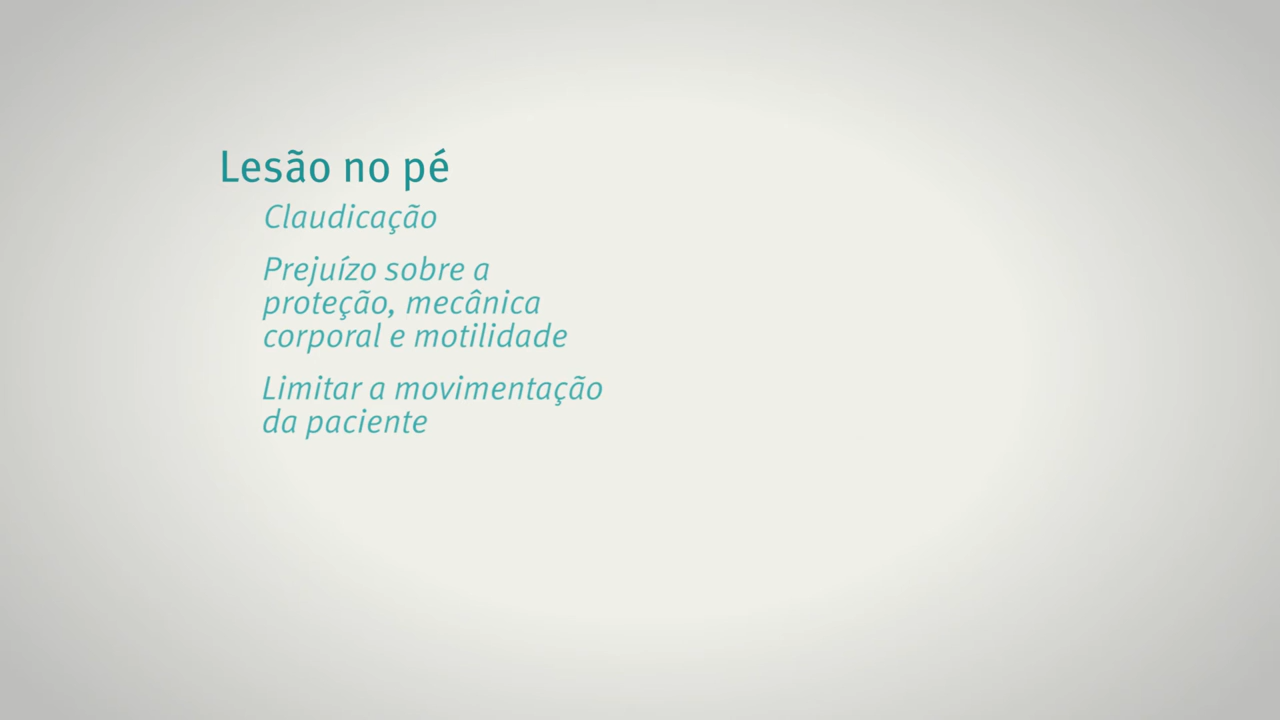 Lesão no pé
Claudicação
Prejuízo sobre a
proteção, mecânica
corporal e motilidade
Limitar a movimentação
da paciente